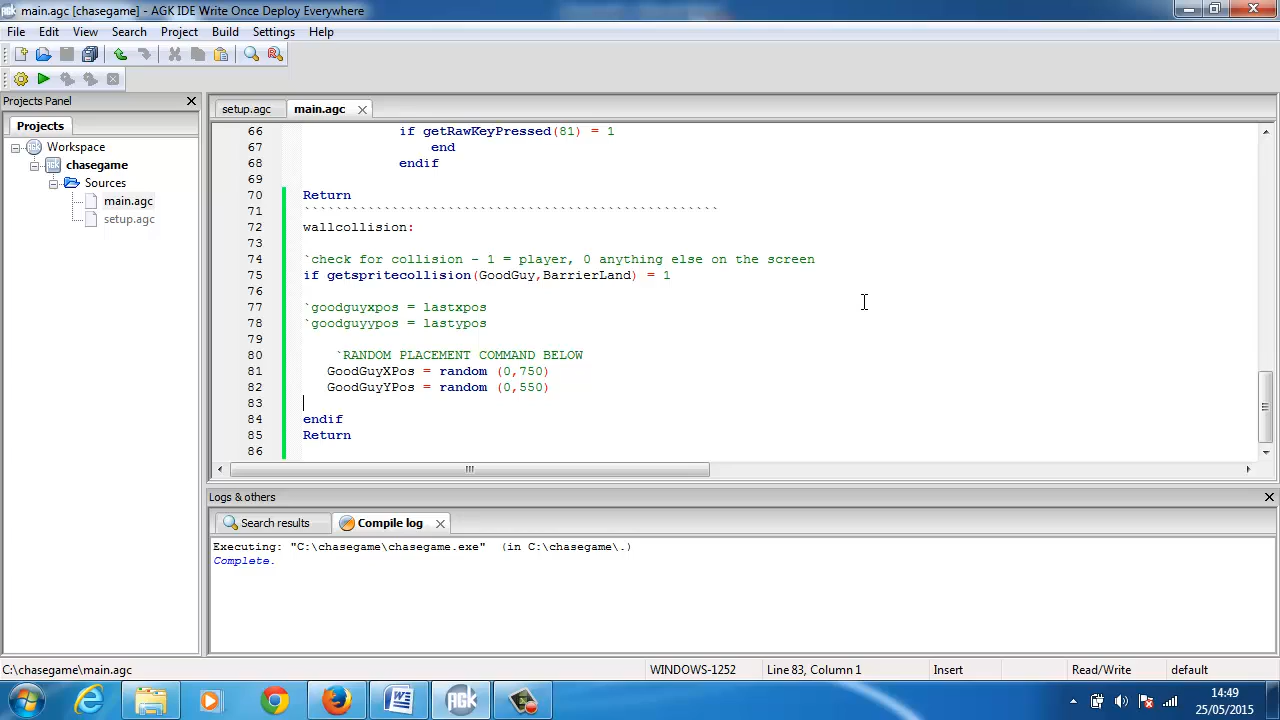 main.agc [chasegame] - AGK IDE Write Once Deploy Everywhere
File Edit View Search Project Build Settings Help
Projects Panel
Projects
Workspace
chasegame
Sources
main.agc
setup.agc
setup.agc main.agc
66 if getRawKeyPressed(81) = 1
67 end
68 endif
69
70 Return
71 ````````````````````````````````````````````````````
72 wallcollision:
73
74 `check for collision - 1 = player, 0 anything else on the screen
75 if getspritecollision(GoodGuy,BarrierLand) = 1
76
77 `goodguyxpos = lastxpos
78 `goodguyypos = lastypos
79
80 `RANDOM PLACEMENT COMMAND BELOW
81 GoodGuyXPos = random (0,750)
82 GoodGuyYPos = random (0,550)
83
84 endif
85 Return
86
Logs & others
Search results Compile log
Executing: "C:\chasegame\chasegame.exe" (in C:\chasegame\.)
Complete.
C:\chasegame\main.agc WINDOWS-1252 Line 83, Column 1 Insert Read/Write default
AGK
14:49
25/05/2015